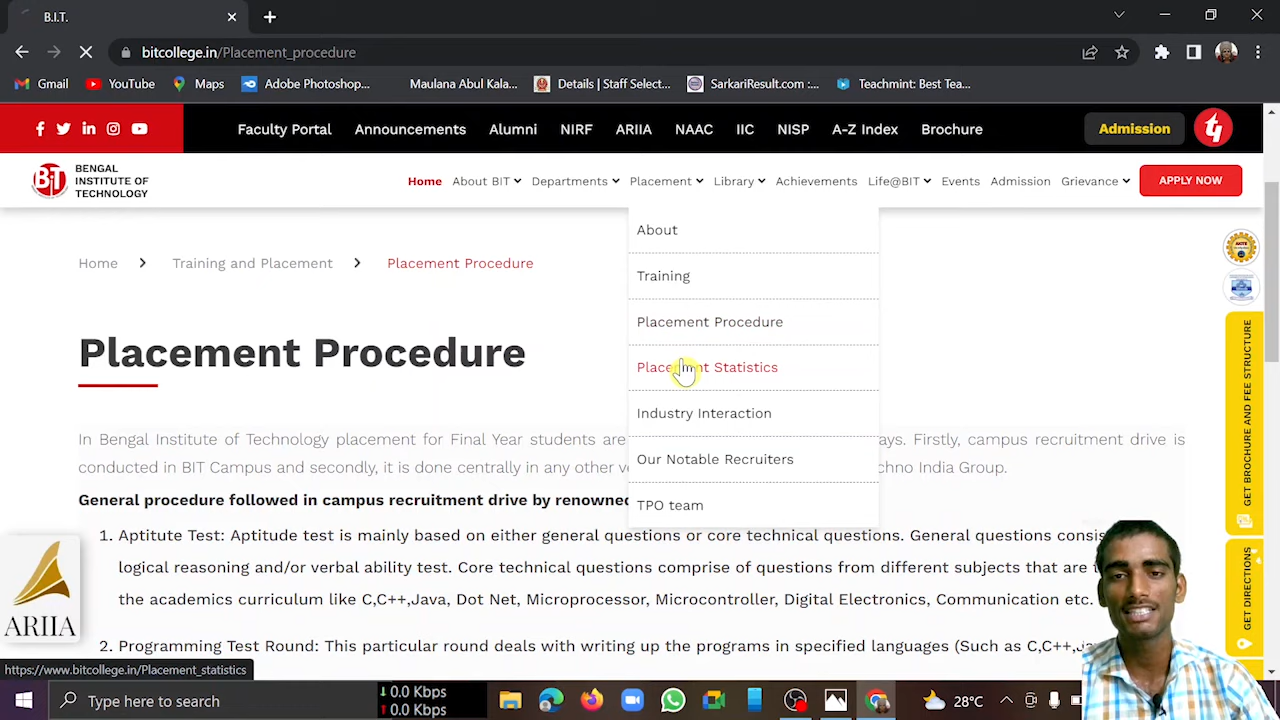 B.I.T.
bitcollege.in/Placement_procedure
Gmail YouTube Maps Adobe Photoshop... Maulana Abul Kala... Details | Staff Select... SarkariResult.com :... Teachmint: Best Tea...
Faculty Portal Announcements Alumni NIRF ARIIA NAAC IIC NISP A-Z Index Brochure Admission
BENGAL
INSTITUTE OF
TECHNOLOGY
BiT
Home About BIT Departments Placement Library Achievements Life@BIT Events Admission Grievance APPLY NOW
About
Training
Placement Procedure
Placement Statistics
Industry Interaction
Our Notable Recruiters
TPO team
Home Training and Placement Placement Procedure
Placement Procedure
In Bengal Institute of Technology placement for Final Year students are ays. Firstly, campus recruitment drive is
conducted in BIT Campus and secondly, it is done centrally in any other ve chno India Group.
General procedure followed in campus recruitment drive by renowned
1. Aptitute Test: Aptitude test is mainly based on either general questions or core technical questions. General questions consis
logical reasoning and/or verbal ability test. Core technical questions comprise of questions from different subjects that are
the academics curriculum like C,C++,Java, Dot Net, Microprocessor, Microcontroller, Digital Electronics, Communication etc.
2. Programming Test Round: This particular round deals with writing up the programs in specified languages (Such as C,C++,
GET BROCHURE AND FEE STRUCTURE
GET DIRECTIONS
ARIIA
https://www.bitcollege.in/Placement_statistics
Type here to search
0.0 Kbps
0.0 Kbps
28°C